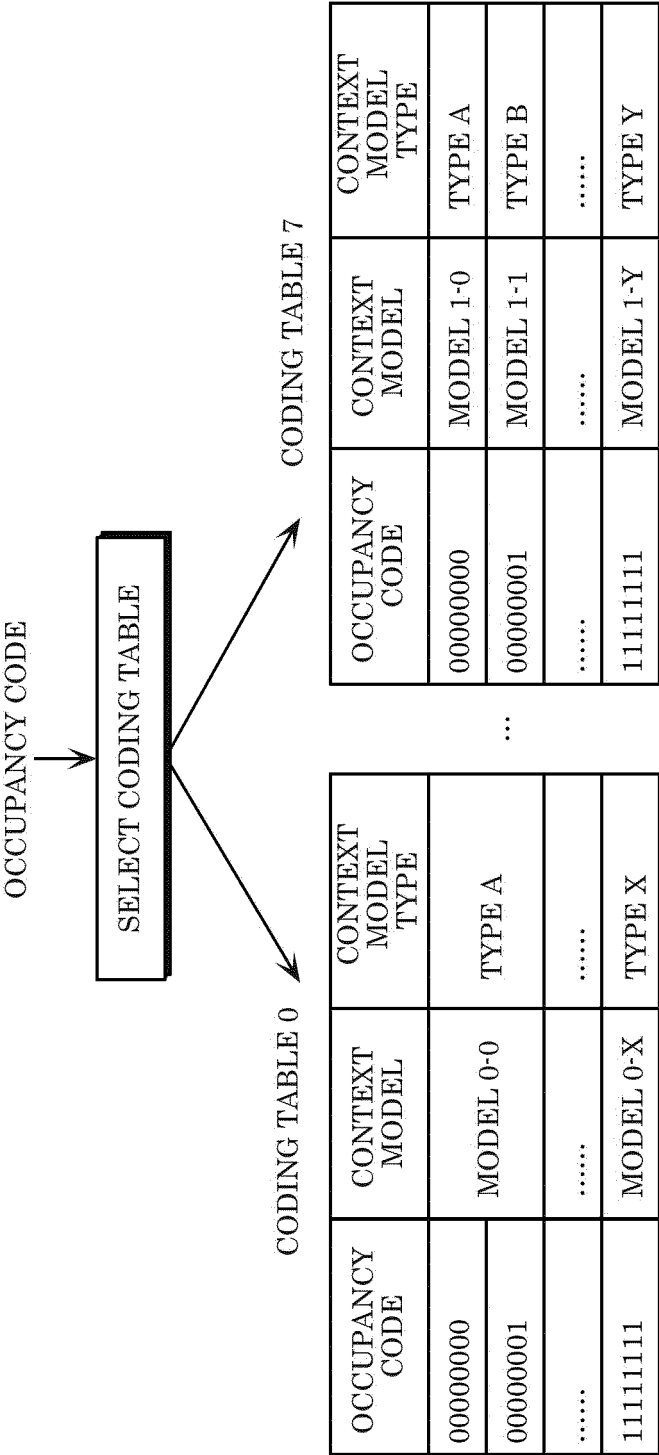 OCCUPANCY CODE
SELECT CODING TABLE
CODING TABLE 0
OCCUPANCY
CODE
CONTEXT
MODEL
CONTEXT
MODEL
TYPE
00000000
MODEL 0-0
TYPE A
00000001
......
......
......
11111111
MODEL 0-X
TYPE X
...
CODING TABLE 7
OCCUPANCY
CODE
CONTEXT
MODEL
CONTEXT
MODEL
TYPE
00000000
MODEL 1-0
TYPE A
00000001
MODEL 1-1
TYPE B
......
......
......
11111111
MODEL 1-Y
TYPE Y